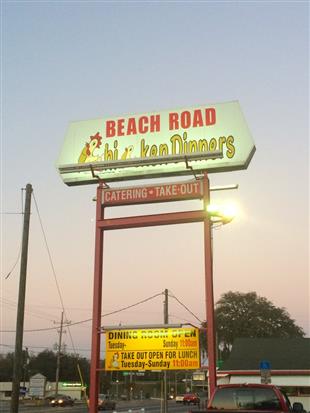 BEACH ROAD
Chicken Dinners
CATERING • TAKE-OUT
DINING ROOM OPEN
Tuesday- Sunday 11:00am
TAKE OUT OPEN FOR LUNCH
Tuesday-Sunday 11:00am